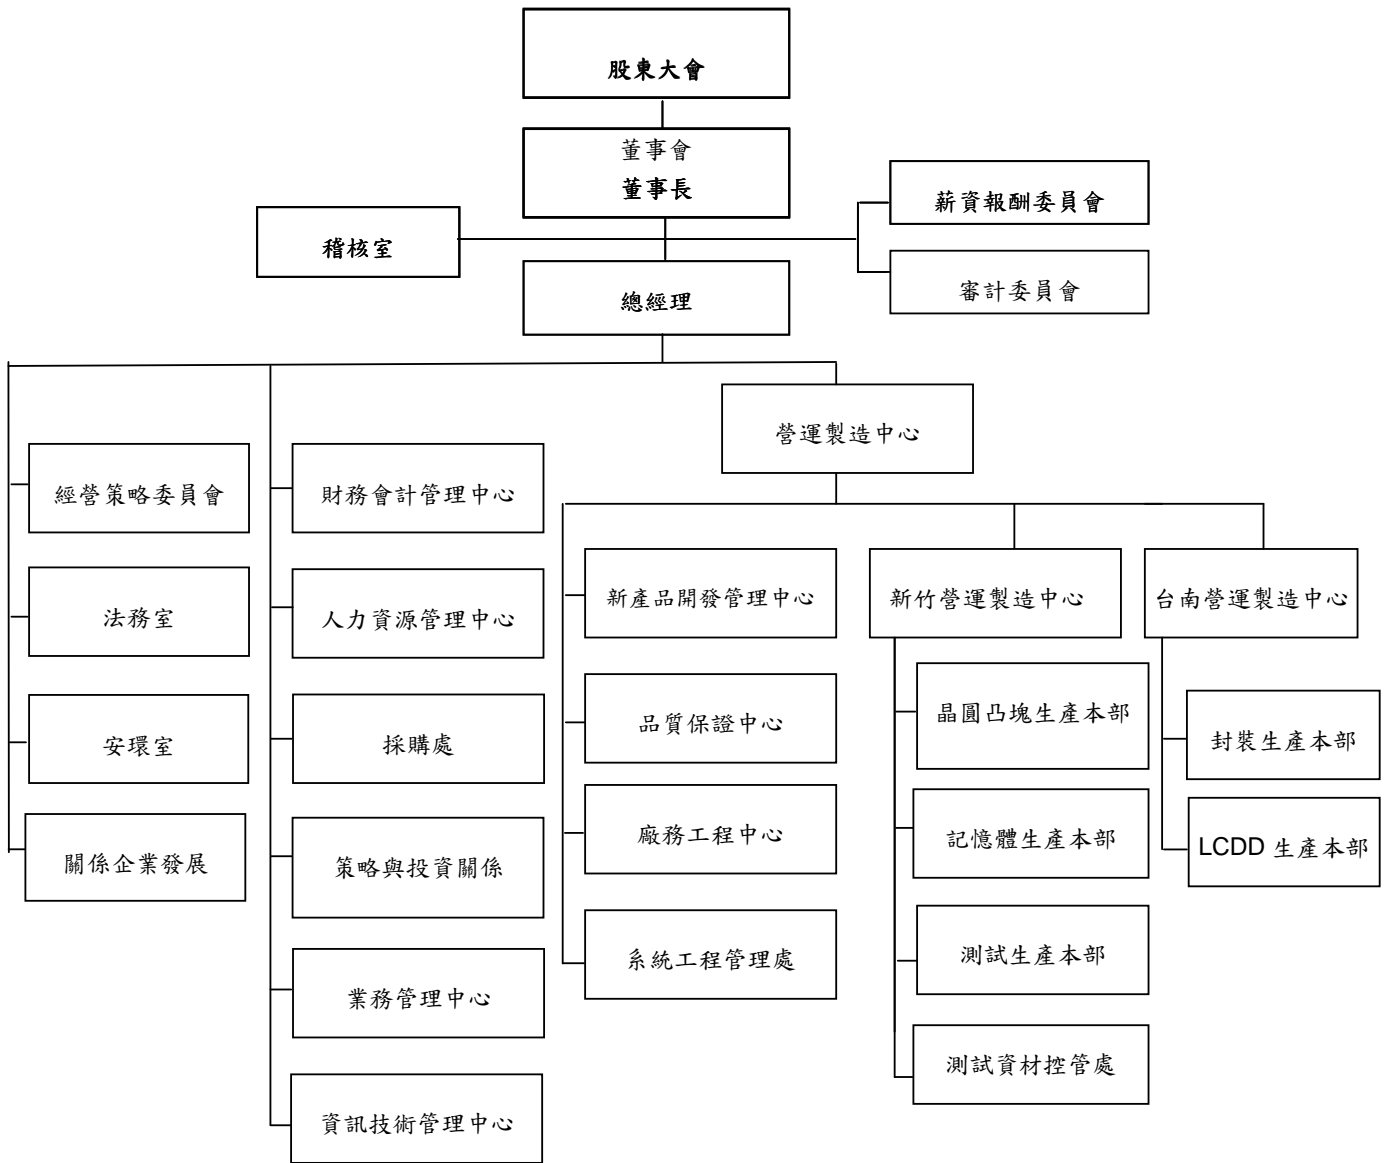 股東大會
董事會
董事長
薪資報酬委員會
稽核室
審計委員會
總經理
營運製造中心
經營策略委員會
財務會計管理中心
法務室
人力資源管理中心
新產品開發管理中心
新竹營運製造中心
台南營運製造中心
安環室
採購處
品質保證中心
晶圓凸塊生產本部
封裝生產本部
關係企業發展
策略與投資關係
廠務工程中心
記憶體生產本部
LCDD 生產本部
業務管理中心
系統工程管理處
測試生產本部
資訊技術管理中心
測試資材控管處